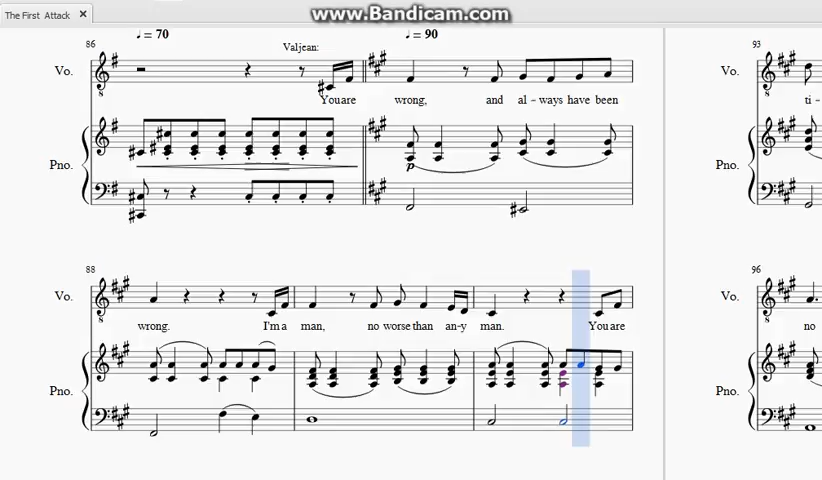 www.Bandicam.com
The First Attack ×
♩ = 70
♩ = 90
86
Valjean:
93
Vo.
Vo.
You are wrong, and al - ways have been
ti -
Pno.
p
Pno.
88
96
Vo.
Vo.
wrong. I'm a man, no worse than an-y man. You are
no
Pno.
Pno.